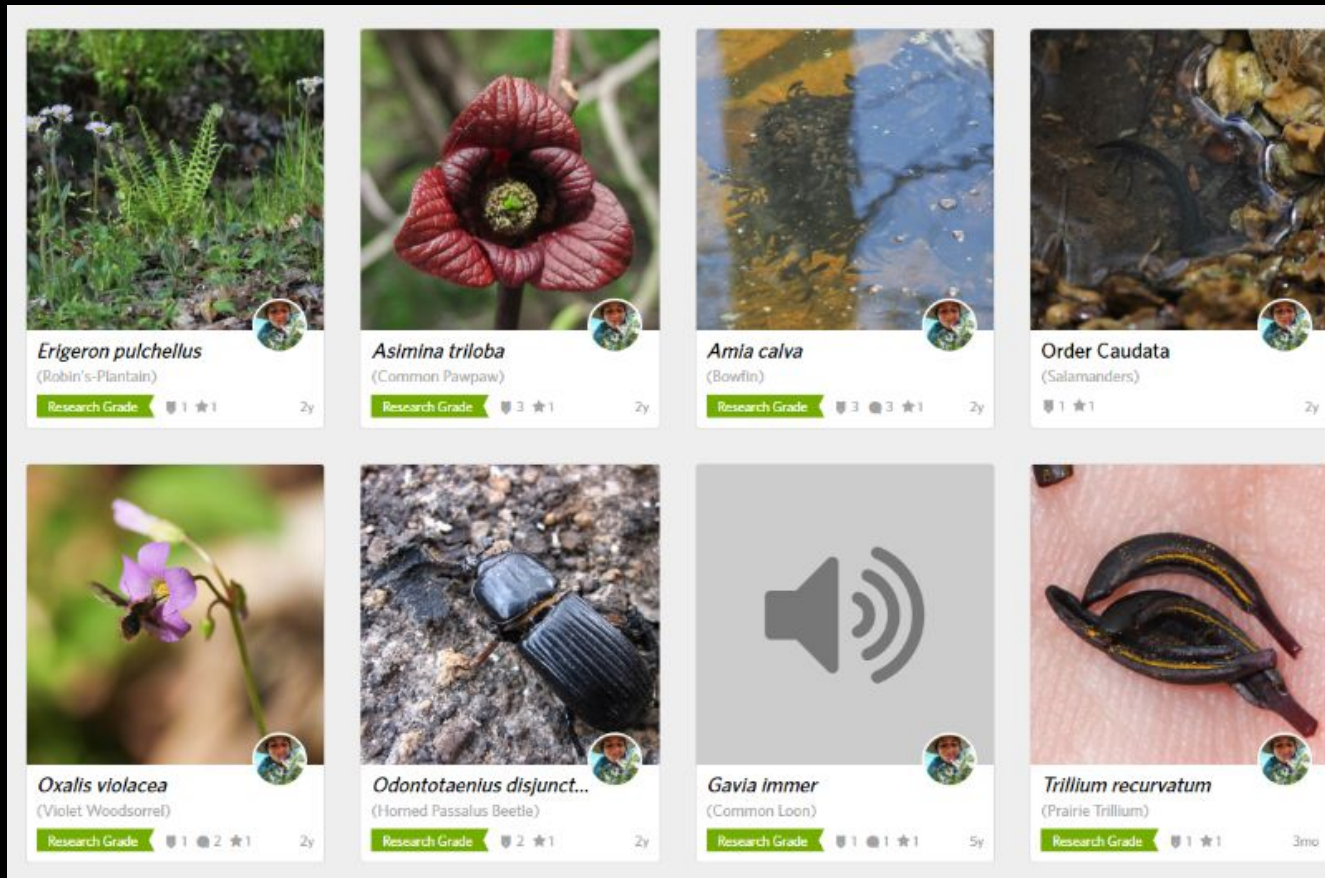 Erigeron pulchellus
(Robin's-Plantain)
Research Grade 1 1 2y
Asimina triloba
(Common Pawpaw)
Research Grade 3 1 2y
Amia calva
(Bowfin)
Research Grade 3 3 1 2y
Order Caudata
(Salamanders)
1 1 2y
Oxalis violacea
(Violet Woodsorrel)
Research Grade 1 2 1 2y
Odontotaenius disjunct...
(Horned Passalus Beetle)
Research Grade 2 1 2y
Gavia immer
(Common Loon)
Research Grade 1 1 1 5y
Trillium recurvatum
(Prairie Trillium)
Research Grade 1 1 3mo